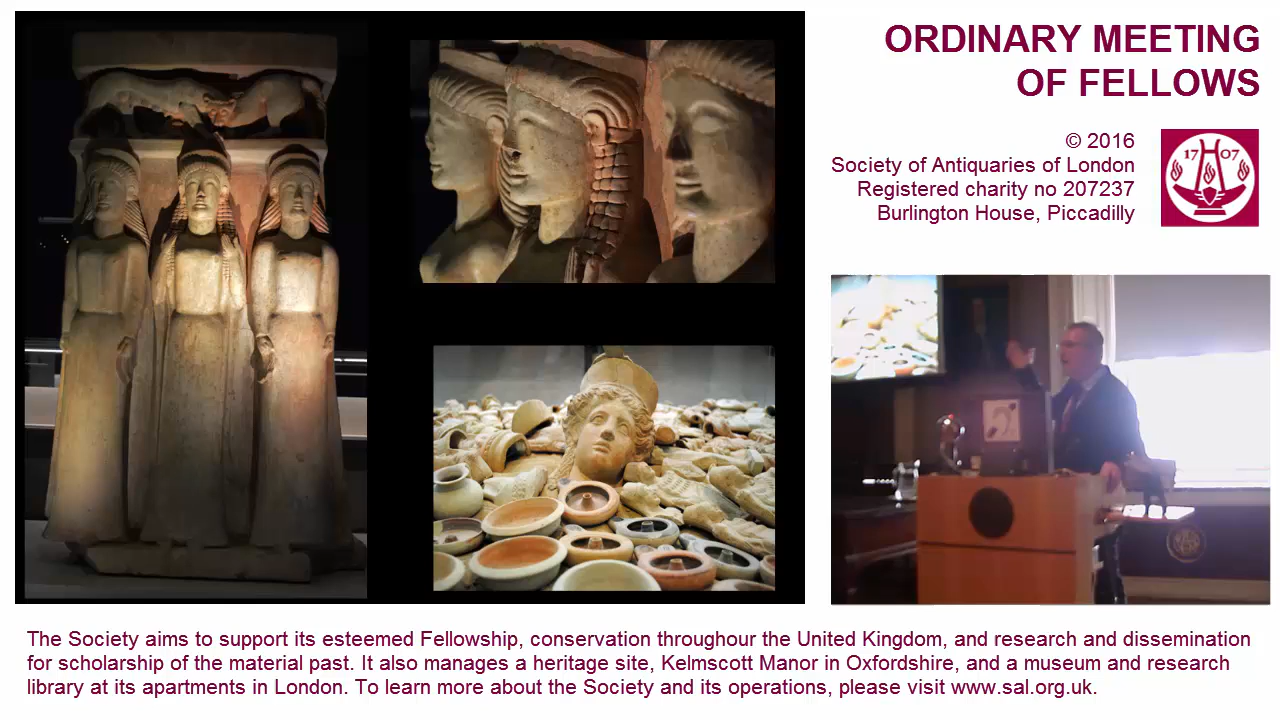 ORDINARY MEETING
OF FELLOWS
© 2016
Society of Antiquaries of London
Registered charity no 207237
Burlington House, Piccadilly
17 07
The Society aims to support its esteemed Fellowship, conservation throughour the United Kingdom, and research and dissemination
for scholarship of the material past. It also manages a heritage site, Kelmscott Manor in Oxfordshire, and a museum and research
library at its apartments in London. To learn more about the Society and its operations, please visit www.sal.org.uk.